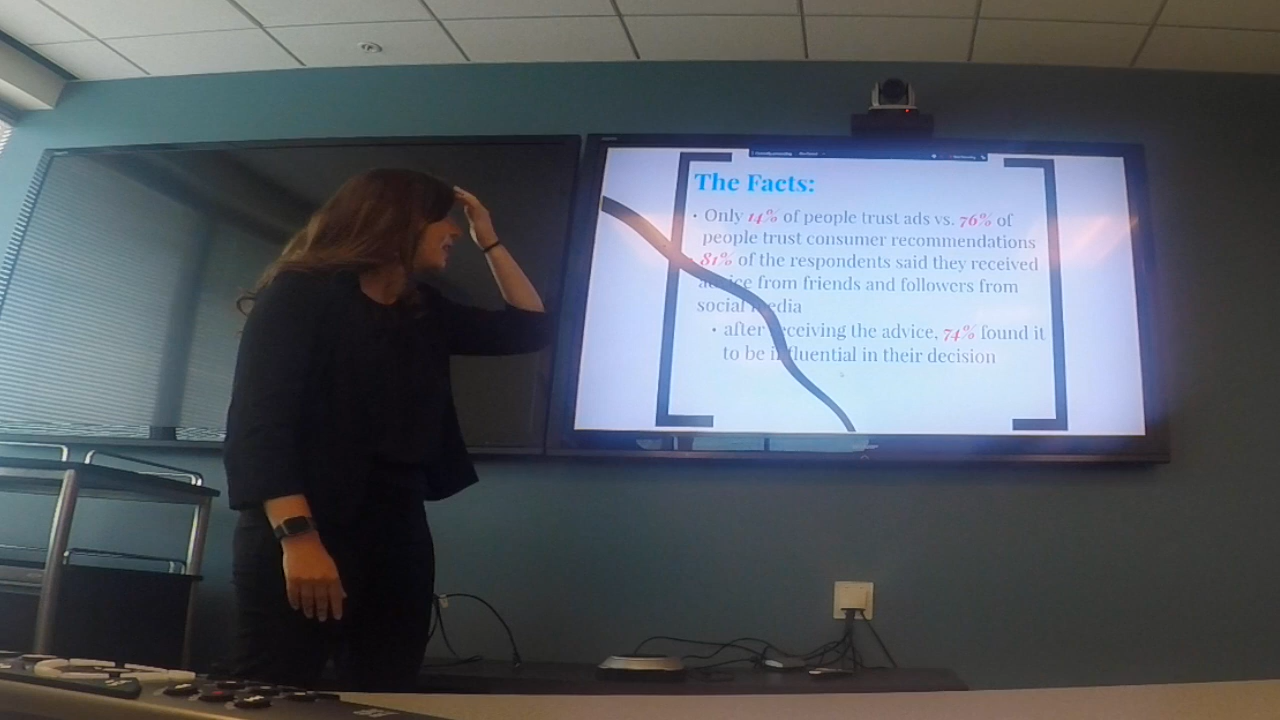 The Facts:
• Only 14% of people trust ads vs. 76% of
people trust consumer recommendations
81% of the respondents said they received
advice from friends and followers from
social media
• after receiving the advice, 74% found it
to be influential in their decision